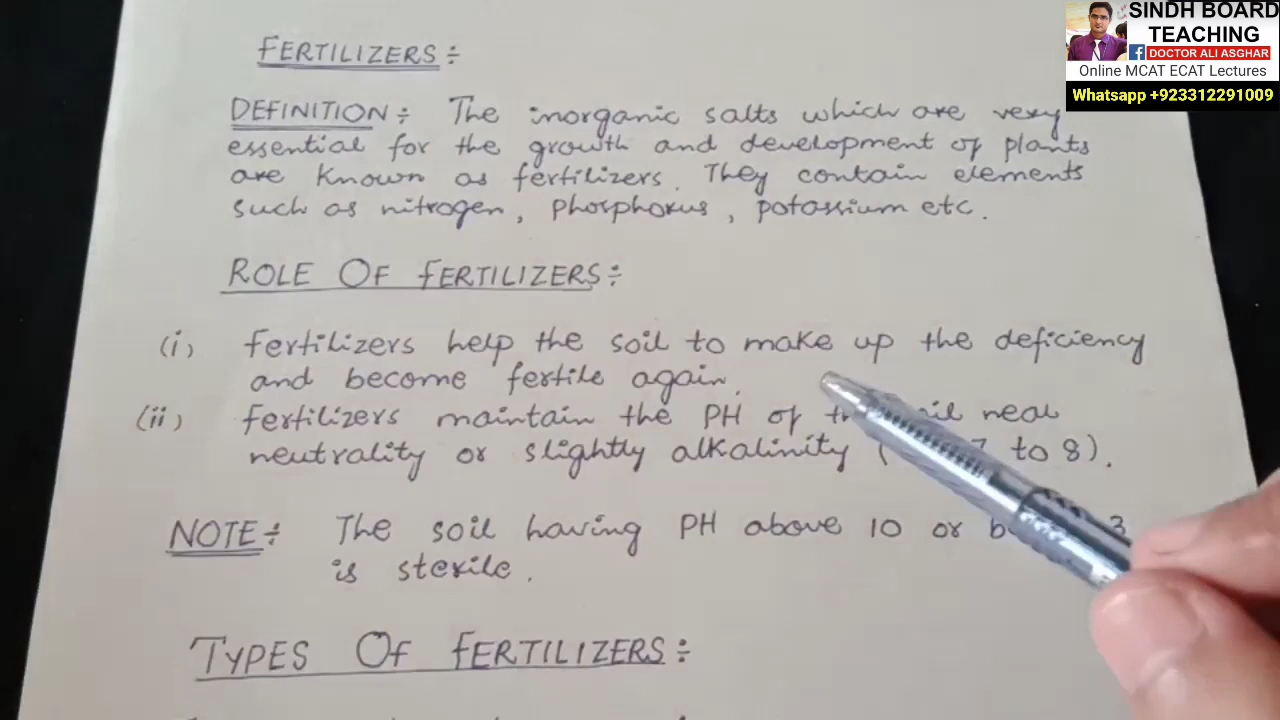 SINDH BOARD
TEACHING
f DOCTOR ALI ASGHAR
Online MCAT ECAT Lectures
Whatsapp +923312291009
FERTILIZERS:
DEFINITION: The inorganic salts which are very
essential for the growth and development of plants
are known as fertilizers. They contain elements
such as nitrogen, phosphorus, potassium etc.
ROLE OF FERTILIZERS:
(i) fertilizers help the soil to make up the deficiency
and become fertile again.
(ii) fertilizers maintain the PH of near
neutrality or slightly alkalinity ( 7 to 8).
NOTE: The soil having PH above 10 or 3
is sterile.
TYPES OF FERTILIZERS: